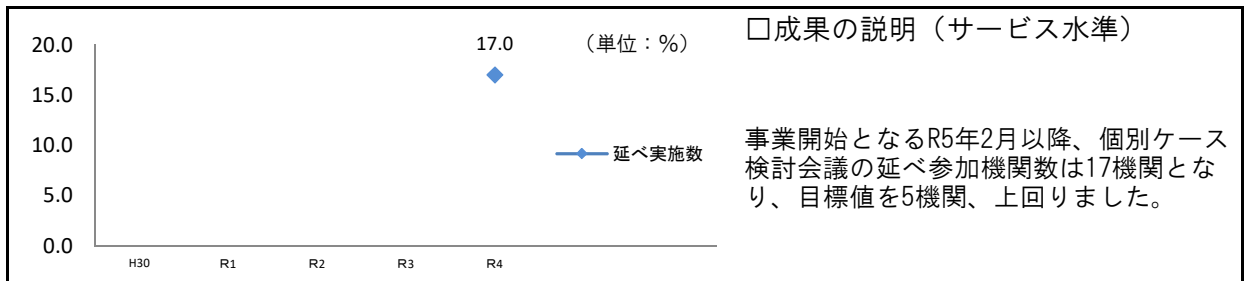 20.0
15.0
10.0
5.0
0.0
H30
R1
R2
R3
R4
17.0
（単位：％）
延べ実施数
□成果の説明（サービス水準）
事業開始となるR5年2月以降、個別ケース
検討会議の延べ参加機関数は17機関とな
り、目標値を5機関、上回りました。